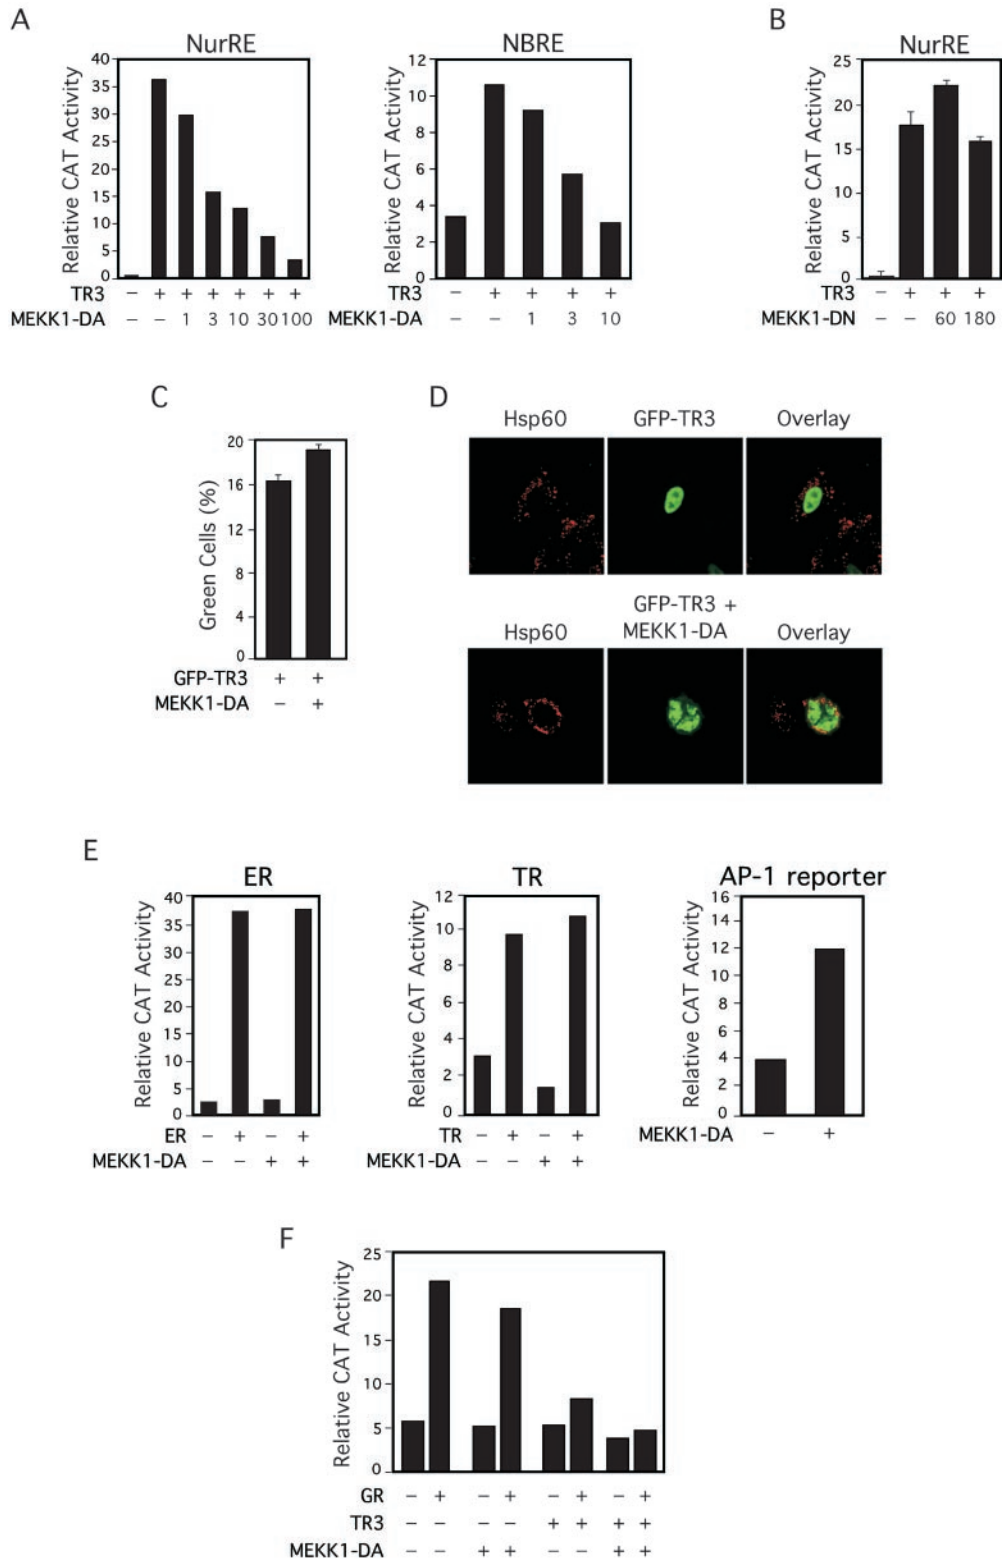 A
NurRE
Relative CAT Activity
40
35
30
25
20
15
10
5
0
TR3 – + + + + + +
MEKK1-DA – – 1 3 10 30 100
NBRE
Relative CAT Activity
12
10
8
6
4
2
0
TR3 – + + + +
MEKK1-DA – – 1 3 10
B
NurRE
Relative CAT Activity
25
20
15
10
5
0
TR3 – + + +
MEKK1-DN – – 60 180
C
Green Cells (%)
20
16
12
8
4
0
GFP-TR3 + +
MEKK1-DA – +
D
Hsp60 GFP-TR3 Overlay
GFP-TR3 +
Hsp60 MEKK1-DA Overlay
E
ER
Relative CAT Activity
40
35
30
25
20
15
10
5
0
ER – + – +
MEKK1-DA – – + +
TR
Relative CAT Activity
12
10
8
6
4
2
0
TR – + – +
MEKK1-DA – – + +
AP-1 reporter
Relative CAT Activity
16
14
12
10
8
6
4
2
0
MEKK1-DA – +
F
Relative CAT Activity
25
20
15
10
5
0
GR – + – + – + – +
TR3 – – – – + + + +
MEKK1-DA – – + + – – + +